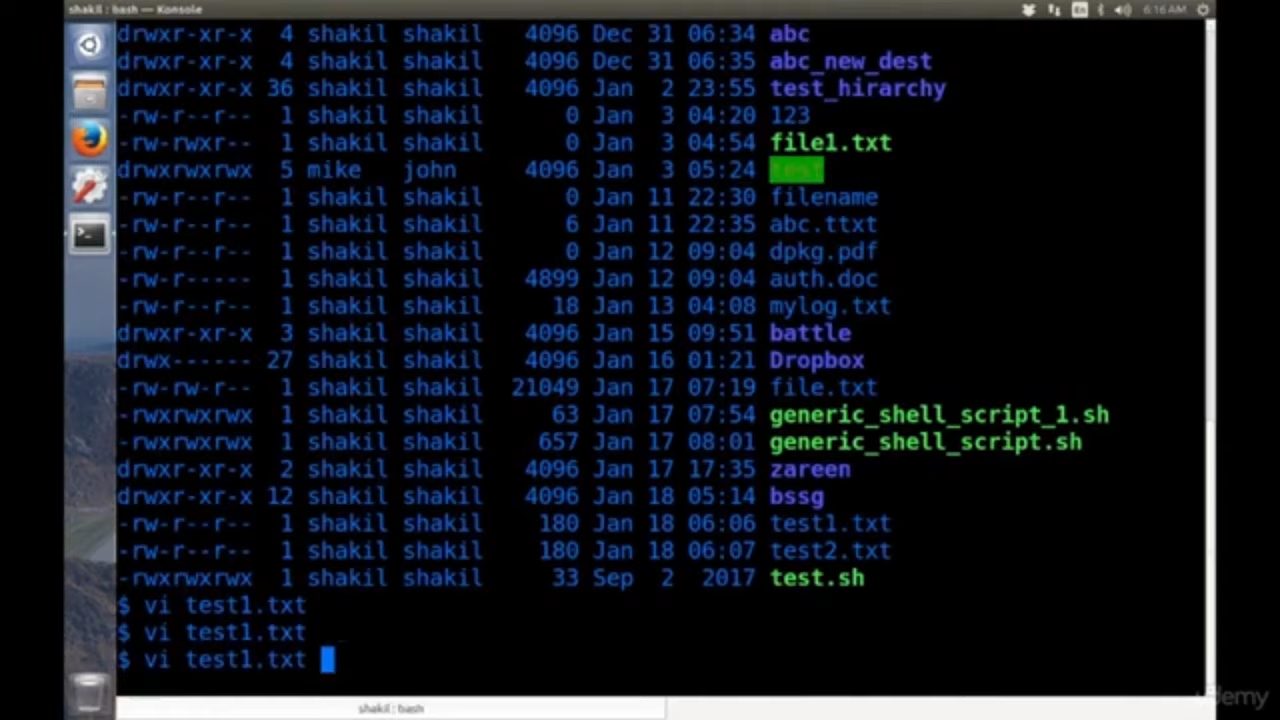 shakil : bash — Konsole
En 6:16 AM
drwxr-xr-x 4 shakil shakil 4096 Dec 31 06:34 abc
drwxr-xr-x 4 shakil shakil 4096 Dec 31 06:35 abc_new_dest
drwxr-xr-x 36 shakil shakil 4096 Jan 2 23:55 test_hirarchy
-rw-r--r-- 1 shakil shakil 0 Jan 3 04:20 123
-rw-rwxr-- 1 shakil shakil 0 Jan 3 04:54 file1.txt
drwxrwxrwx 5 mike john 4096 Jan 3 05:24 test
-rw-r--r-- 1 shakil shakil 0 Jan 11 22:30 filename
-rw-r--r-- 1 shakil shakil 6 Jan 11 22:35 abc.ttxt
-rw-r--r-- 1 shakil shakil 0 Jan 12 09:04 dpkg.pdf
-rw-r----- 1 shakil shakil 4899 Jan 12 09:04 auth.doc
-rw-r--r-- 1 shakil shakil 18 Jan 13 04:08 mylog.txt
drwxr-xr-x 3 shakil shakil 4096 Jan 15 09:51 battle
drwx------ 27 shakil shakil 4096 Jan 16 01:21 Dropbox
-rw-rw-r-- 1 shakil shakil 21049 Jan 17 07:19 file.txt
-rwxrwxrwx 1 shakil shakil 63 Jan 17 07:54 generic_shell_script_1.sh
-rwxrwxrwx 1 shakil shakil 657 Jan 17 08:01 generic_shell_script.sh
drwxr-xr-x 2 shakil shakil 4096 Jan 17 17:35 zareen
drwxr-xr-x 12 shakil shakil 4096 Jan 18 05:14 bssg
-rw-r--r-- 1 shakil shakil 180 Jan 18 06:06 test1.txt
-rw-r--r-- 1 shakil shakil 180 Jan 18 06:07 test2.txt
-rwxrwxrwx 1 shakil shakil 33 Sep 2 2017 test.sh
$ vi test1.txt
$ vi test1.txt
$ vi test1.txt
shakil : bash
udemy